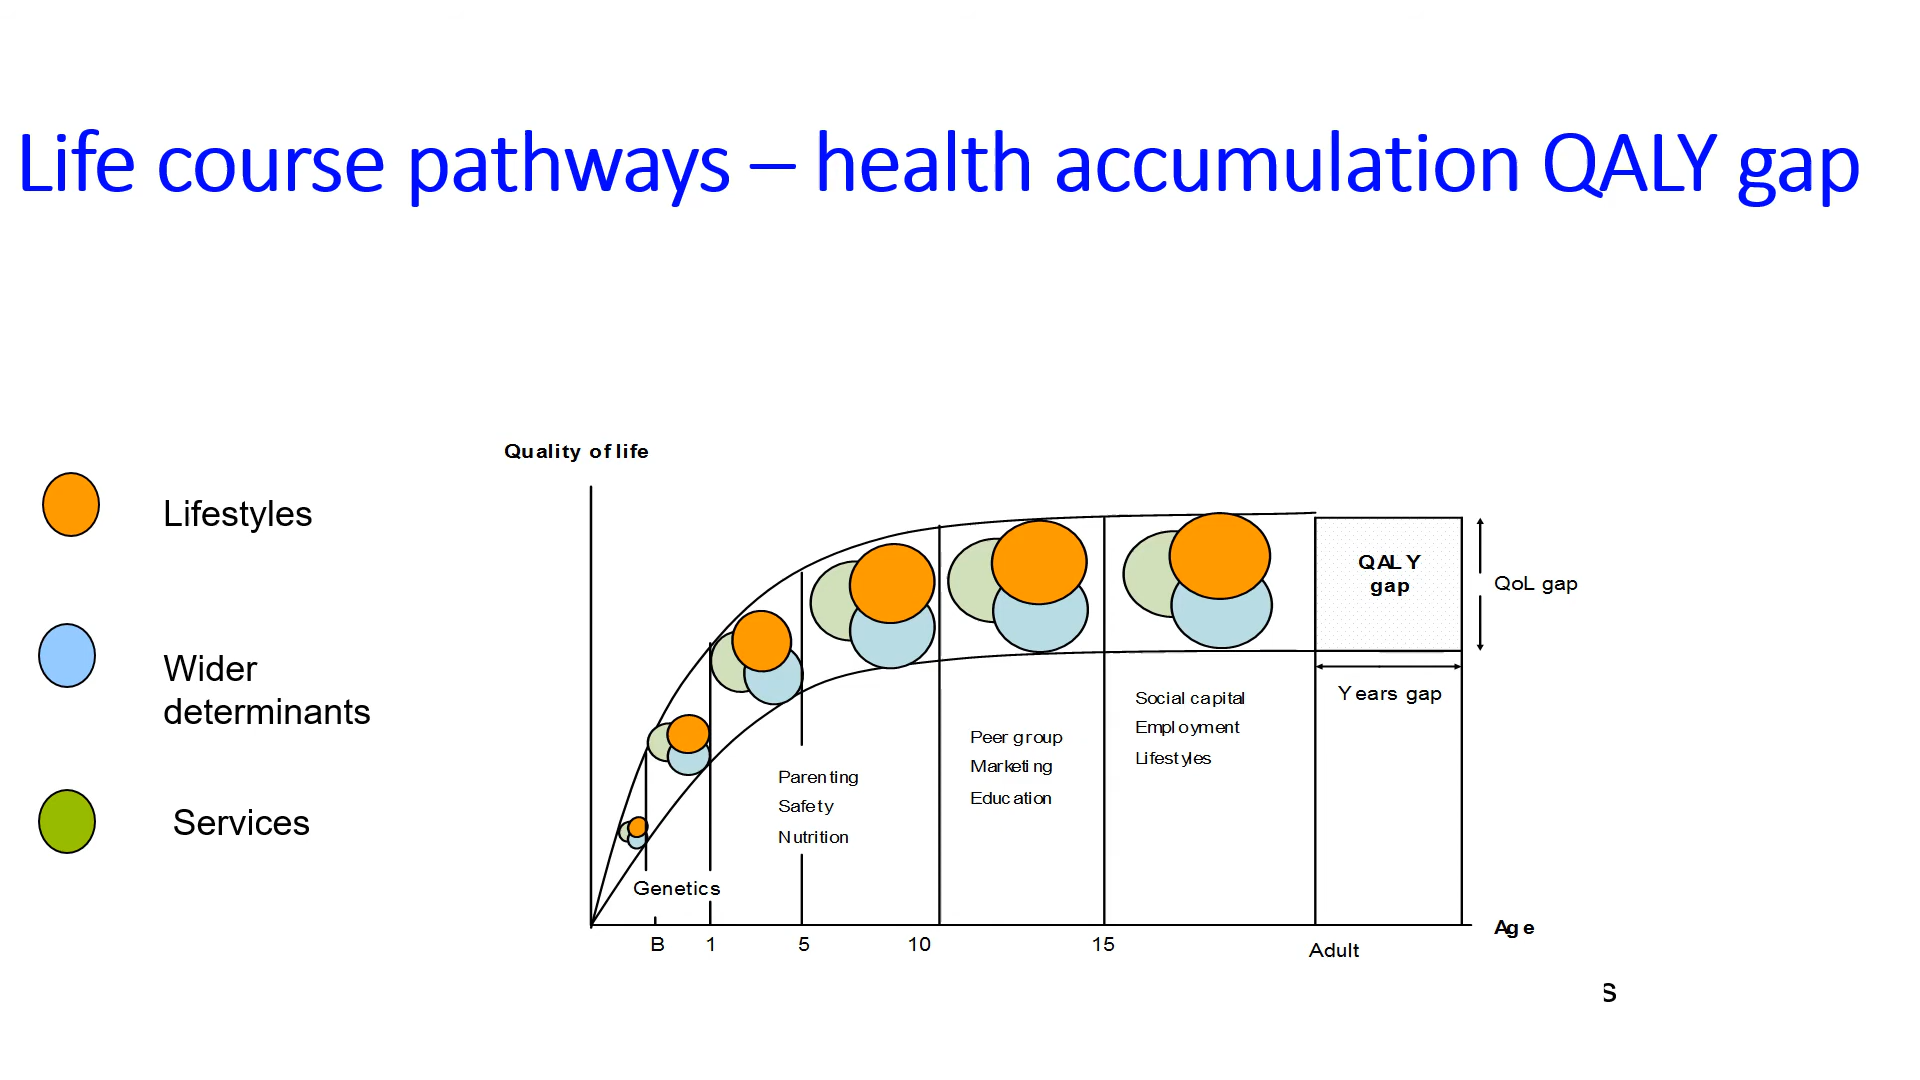 Life course pathways – health accumulation QALY gap
Quality of life
Lifestyles
Wider
determinants
Services
QALY
gap
QoL gap
Years gap
Social capital
Employment
Lifestyles
Peer group
Marketing
Education
Parenting
Safety
Nutrition
Genetics
Age
B 1 5 10 15 Adult
s